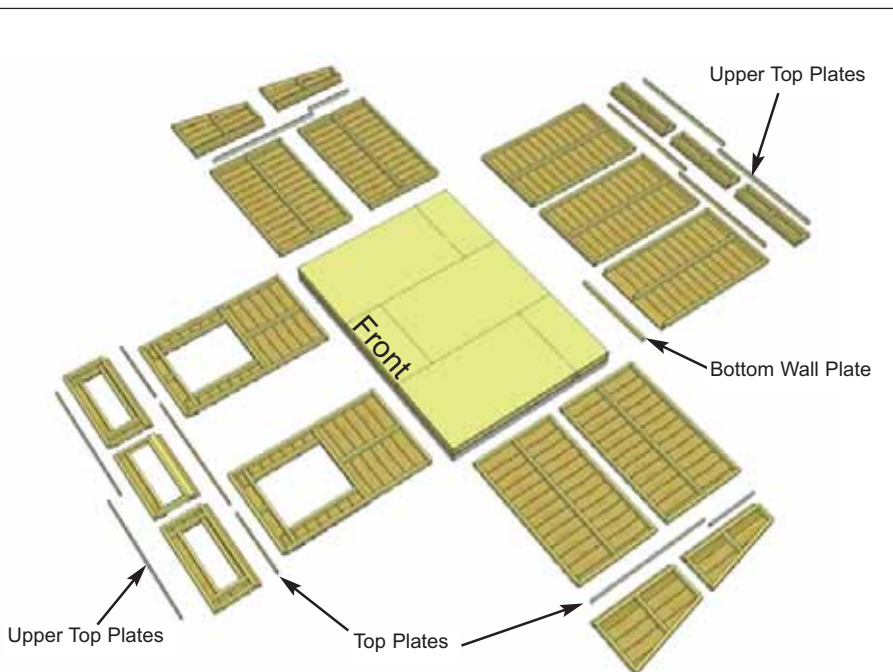 Upper Top Plates
Front
Bottom Wall Plate
Upper Top Plates
Top Plates